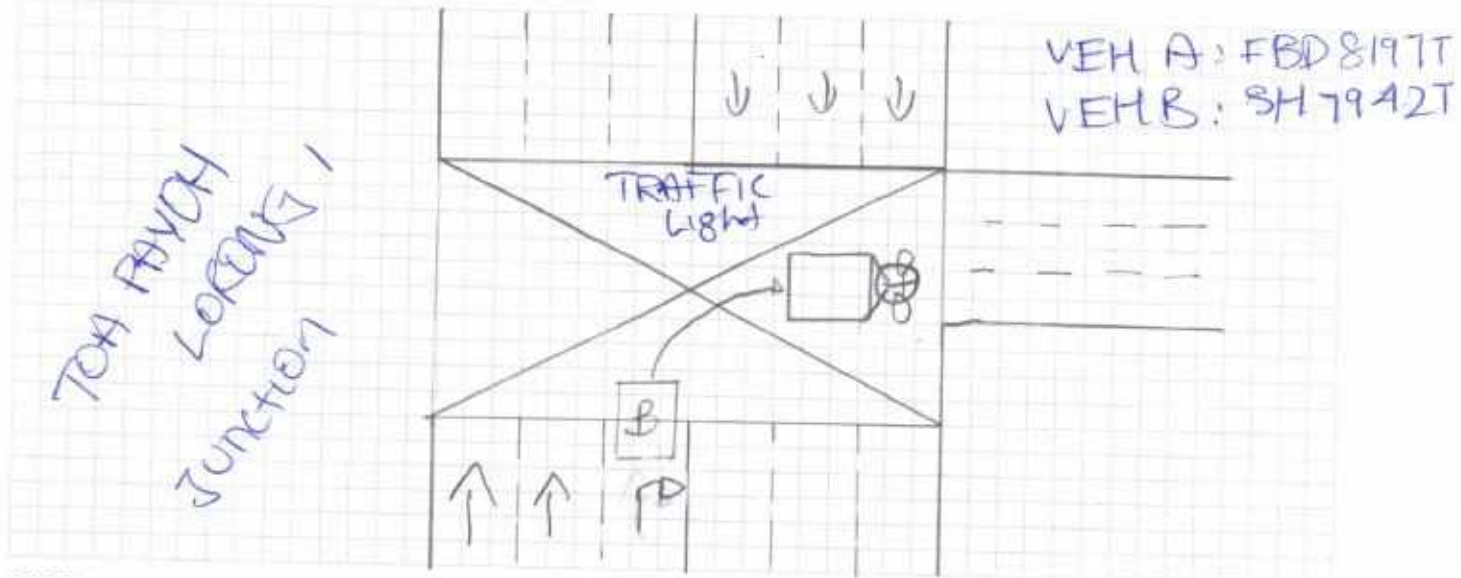 VEH A: FBD8197T
VEH B: SH7942T
TRAFFIC
Light
TOA PAYOH
LORONG 1
JUNCTION
B